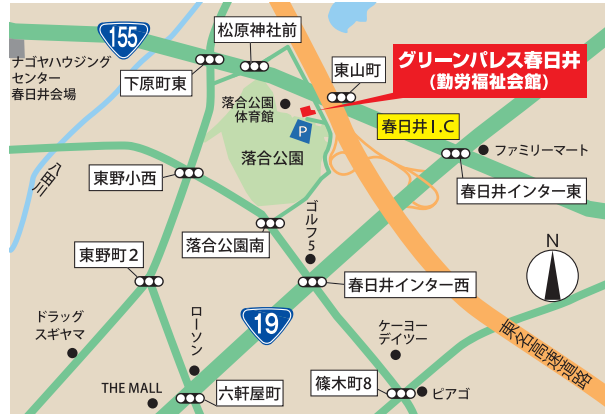 155
松原神社前
ナゴヤハウジング
センター
春日井会場
下原町東
東山町
グリーンパレス春日井
(勤労福祉会館)
落合公園
体育館
P
春日井I.C
落合公園
ファミリーマート
八田川
東野小西
春日井インター東
ゴルフ5
落合公園南
東野町2
春日井インター西
N
ドラッグ
スギヤマ
ローソン
19
ケーヨー
デイツー
東名高速道路
THE MALL
六軒屋町
篠木町8
ピアゴ